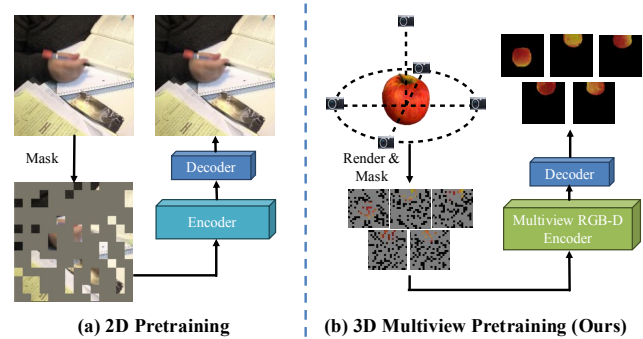 Mask
Decoder
Encoder
(a) 2D Pretraining
Render &
Mask
Decoder
Multiview RGB-D
Encoder
(b) 3D Multiview Pretraining (Ours)